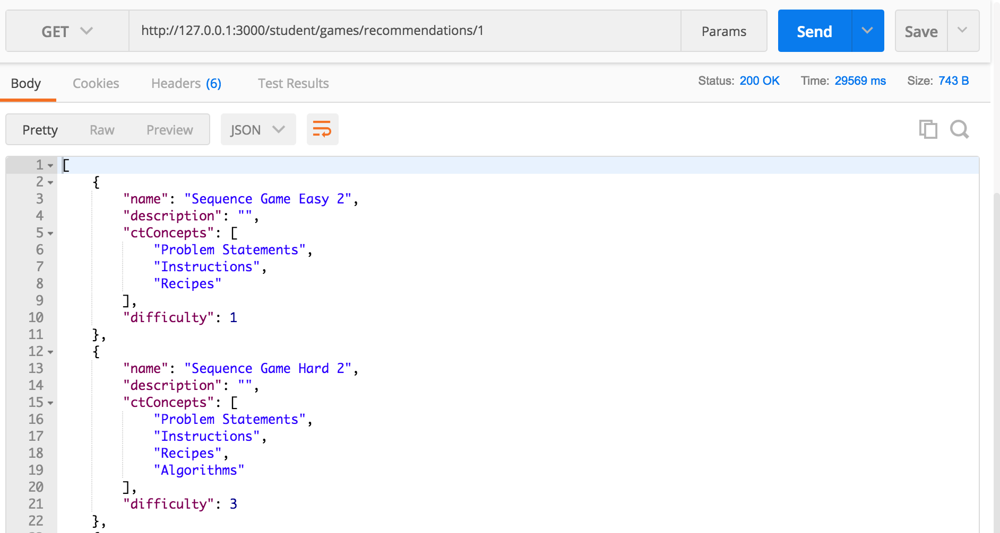 GET http://127.0.0.1:3000/student/games/recommendations/1 Params Send Save
Body Cookies Headers (6) Test Results Status: 200 OK Time: 29569 ms Size: 743 B
Pretty Raw Preview JSON
1 [
2 {
3 "name": "Sequence Game Easy 2",
4 "description": "",
5 "ctConcepts": [
6 "Problem Statements",
7 "Instructions",
8 "Recipes"
9 ],
10 "difficulty": 1
11 },
12 {
13 "name": "Sequence Game Hard 2",
14 "description": "",
15 "ctConcepts": [
16 "Problem Statements",
17 "Instructions",
18 "Recipes",
19 "Algorithms"
20 ],
21 "difficulty": 3
22 },